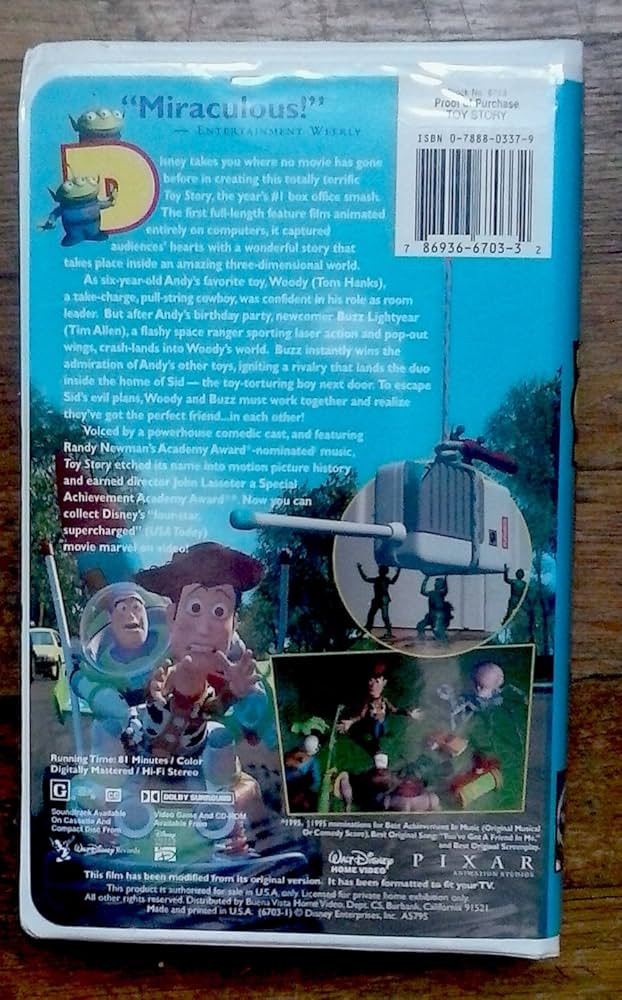 "Miraculous!"
— ENTERTAINMENT WEEKLY
Stock No. 6703
Proof of Purchase
TOY STORY
ISBN 0-7888-0337-9
7 86936-6703-3 2
Disney takes you where no movie has gone
before in creating this totally terrific
Toy Story, the year's #1 box office smash.
The first full-length feature film animated
entirely on computers, it captured
audiences' hearts with a wonderful story that
takes place inside an amazing three-dimensional world.
As six-year-old Andy's favorite toy, Woody (Tom Hanks),
a take-charge, pull-string cowboy, was confident in his role as room
leader. But after Andy's birthday party, newcomer Buzz Lightyear
(Tim Allen), a flashy space ranger sporting laser action and pop-out
wings, crash-lands into Woody's world. Buzz instantly wins the
admiration of Andy's other toys, igniting a rivalry that lands the duo
inside the home of Sid — the toy-torturing boy next door. To escape
Sid's evil plans, Woody and Buzz must work together and realize
they've got the perfect friend...in each other!
Voiced by a powerhouse comedic cast, and featuring
Randy Newman's Academy Award®-nominated* music,
Toy Story etched its name into motion picture history
and earned director John Lasseter a Special
Achievement Academy Award®. Now you can
collect Disney's "four-star,
supercharged" (USA Today)
movie marvel on video!
Running Time: 81 Minutes / Color
Digitally Mastered / Hi-Fi Stereo
G
CC
DOLBY SURROUND
Soundtrack Available
On Cassette And
Compact Disc From
Walt Disney Records
Video Game And CD-ROM
Available From
Disney
*1995. 1995 nominations for Best Achievement In Music (Original Musical
Or Comedy Score), Best Original Song: "You've Got A Friend In Me,"
and Best Original Screenplay.
WALT DISNEY
HOME VIDEO
PIXAR
ANIMATION STUDIOS
This film has been modified from its original version. It has been formatted to fit your TV.
This product is authorized for sale in U.S.A. only. Licensed for private home exhibition only.
All other rights reserved. Distributed by Buena Vista Home Video, Dept. CS, Burbank, California 91521.
Made and printed in U.S.A. (6703-1) © Disney Enterprises, Inc. AS795